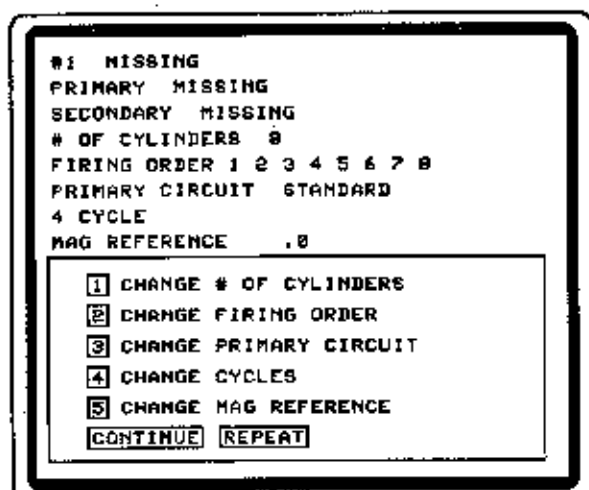 #1 MISSING
PRIMARY MISSING
SECONDARY MISSING
# OF CYLINDERS 8
FIRING ORDER 1 2 3 4 5 6 7 8
PRIMARY CIRCUIT STANDARD
4 CYCLE
MAG REFERENCE .0
1 CHANGE # OF CYLINDERS
2 CHANGE FIRING ORDER
3 CHANGE PRIMARY CIRCUIT
4 CHANGE CYCLES
5 CHANGE MAG REFERENCE
CONTINUE REPEAT